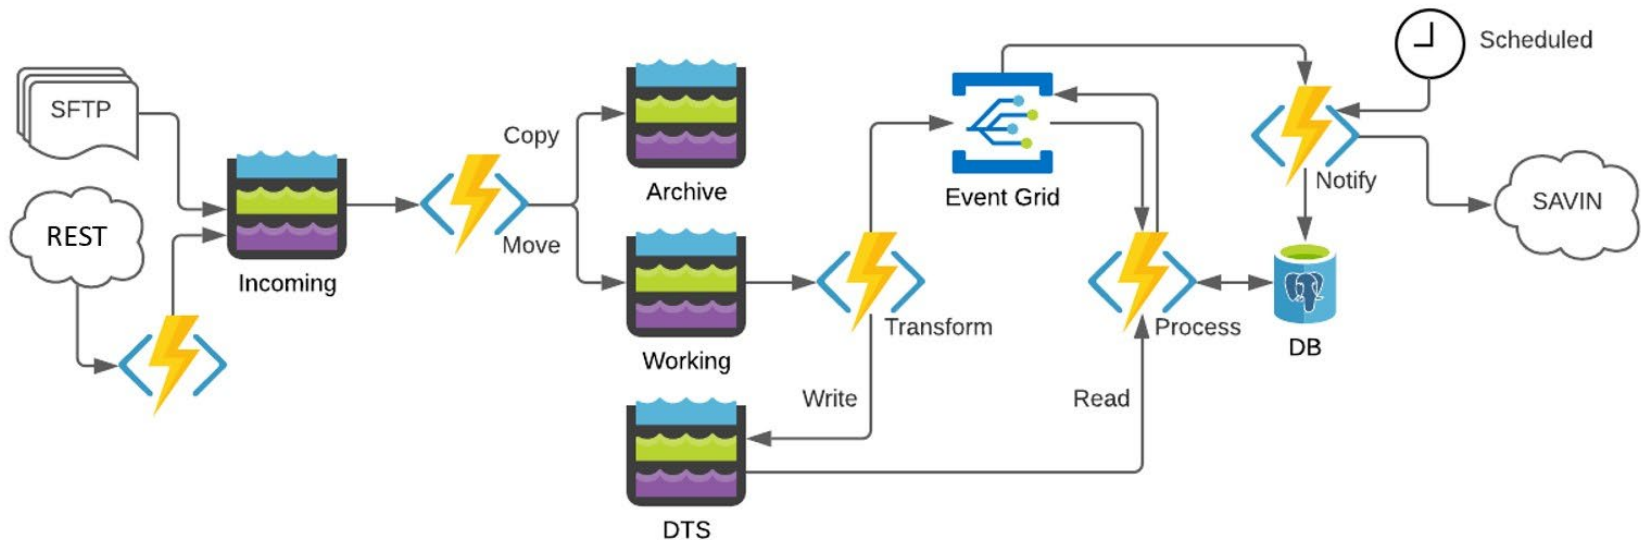 SFTP
REST
Incoming
Copy
Move
Archive
Working
DTS
Transform
Write
Event Grid
Read
Process
Scheduled
Notify
SAVIN
DB